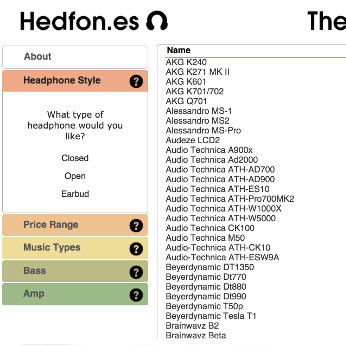 Hedfon.es
The
About
Headphone Style ?
What type of
headphone would you
like?
Closed
Open
Earbud
Price Range ?
Music Types ?
Bass ?
Amp ?
Name
AKG K240
AKG K271 MK II
AKG K601
AKG K701/702
AKG Q701
Alessandro MS-1
Alessandro MS2
Alessandro MS-Pro
Audeze LCD2
Audio Technica A900x
Audio Technica Ad2000
Audio Technica ATH-AD700
Audio Technica ATH-AD900
Audio Technica ATH-ES10
Audio Technica ATH-Pro700MK2
Audio Technica ATH-W1000X
Audio Technica ATH-W5000
Audio Technica CK100
Audio Technica M50
Audio-Technica ATH-CK10
Audio-Technica ATH-ESW9A
Beyerdynamic DT1350
Beyerdynamic Dt770
Beyerdynamic Dt880
Beyerdynamic Dt990
Beyerdynamic T50p
Beyerdynamic Tesla T1
Brainwavz B2
Brainwavz Beta